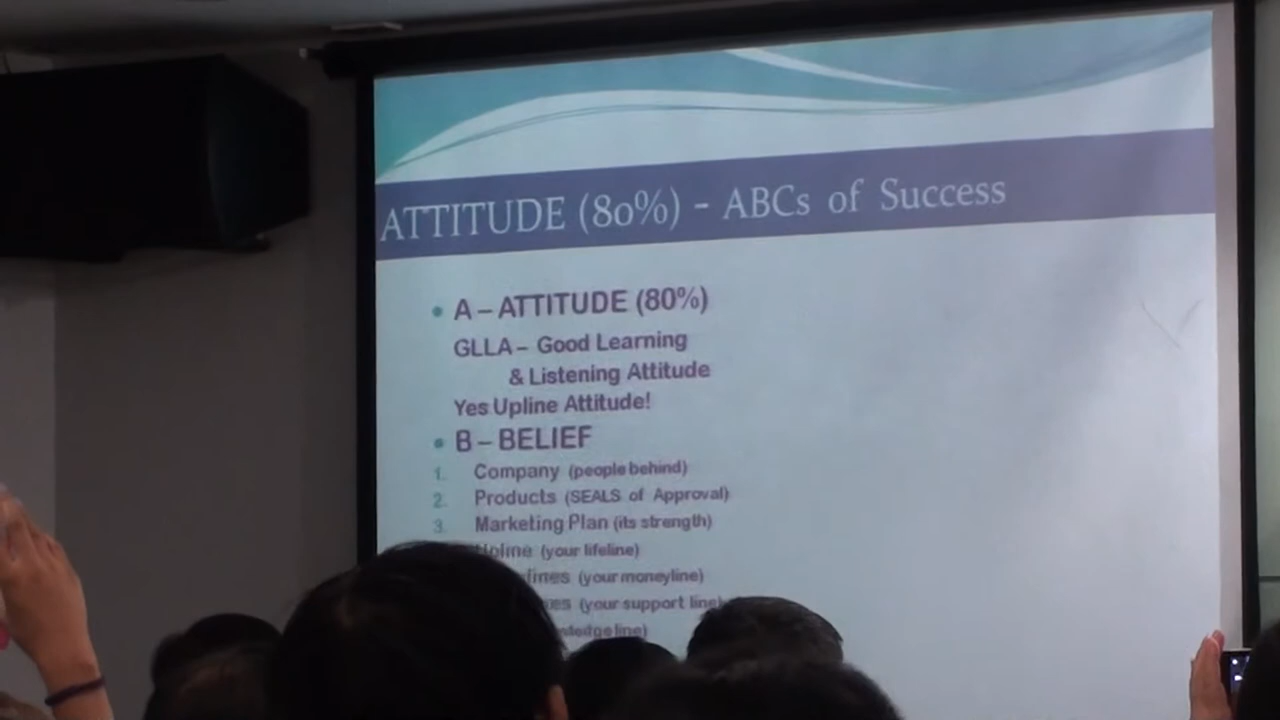 ATTITUDE (80%) - ABCs of Success
• A – ATTITUDE (80%)
GLLA – Good Learning
& Listening Attitude
Yes Upline Attitude!
• B – BELIEF
1. Company (people behind)
2. Products (SEALS of Approval)
3. Marketing Plan (its strength)
(your lifeline)
(your moneyline)
(your support line)